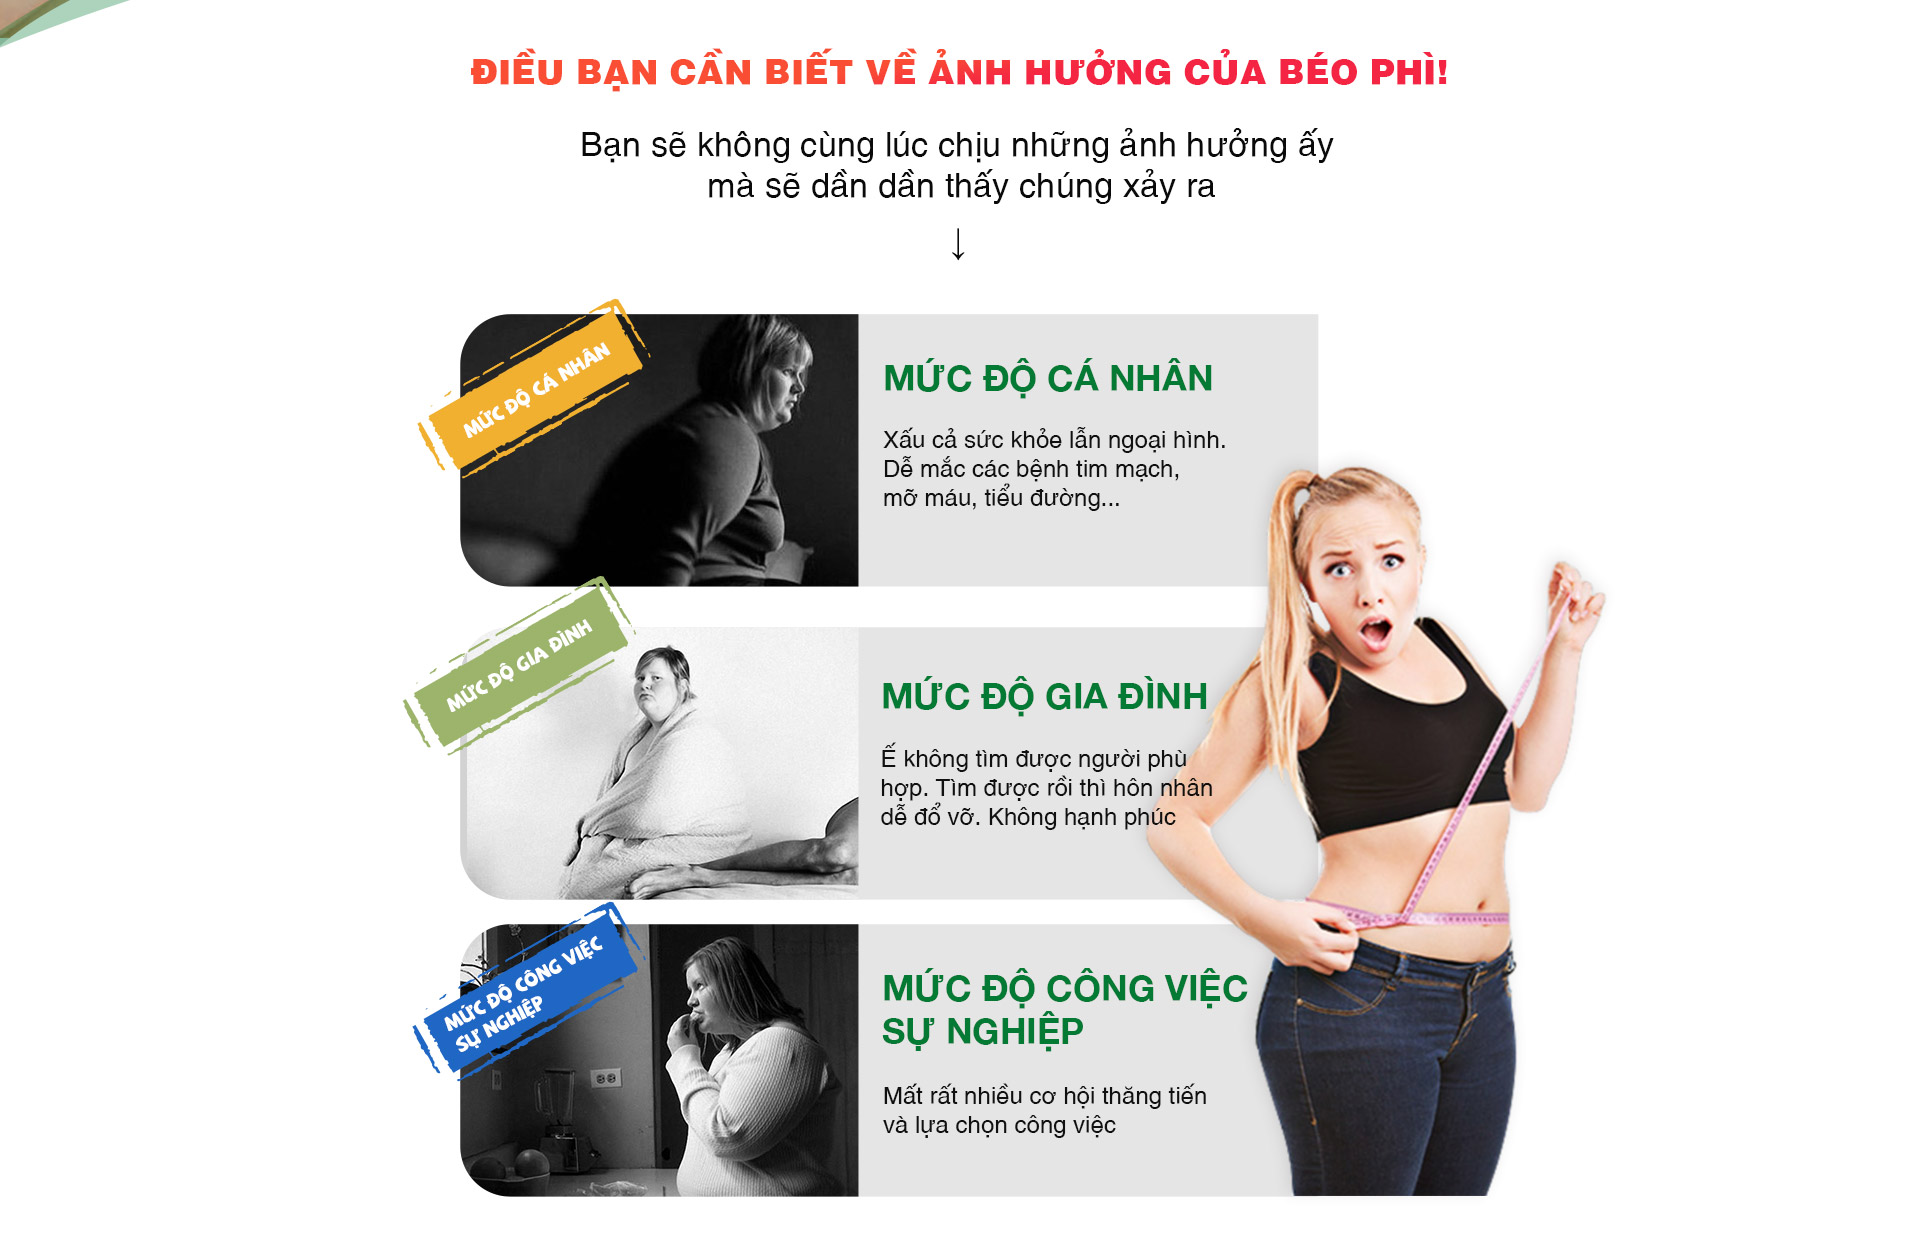 ĐIỀU BẠN CẦN BIẾT VỀ ẢNH HƯỞNG CỦA BÉO PHÌ!
Bạn sẽ không cùng lúc chịu những ảnh hưởng ấy
mà sẽ dần dần thấy chúng xảy ra
↓
MỨC ĐỘ CÁ NHÂN
MỨC ĐỘ CÁ NHÂN
Xấu cả sức khỏe lẫn ngoại hình.
Dễ mắc các bệnh tim mạch,
mỡ máu, tiểu đường...
MỨC ĐỘ GIA ĐÌNH
MỨC ĐỘ GIA ĐÌNH
Ế không tìm được người phù
hợp. Tìm được rồi thì hôn nhân
dễ đổ vỡ. Không hạnh phúc
MỨC ĐỘ CÔNG VIỆC
SỰ NGHIỆP
MỨC ĐỘ CÔNG VIỆC
SỰ NGHIỆP
Mất rất nhiều cơ hội thăng tiến
và lựa chọn công việc